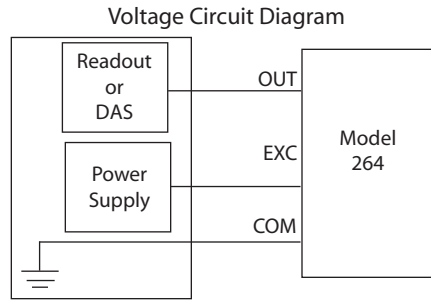 Voltage Circuit Diagram
Readout
or
DAS
OUT
Model
264
EXC
Power
Supply
COM